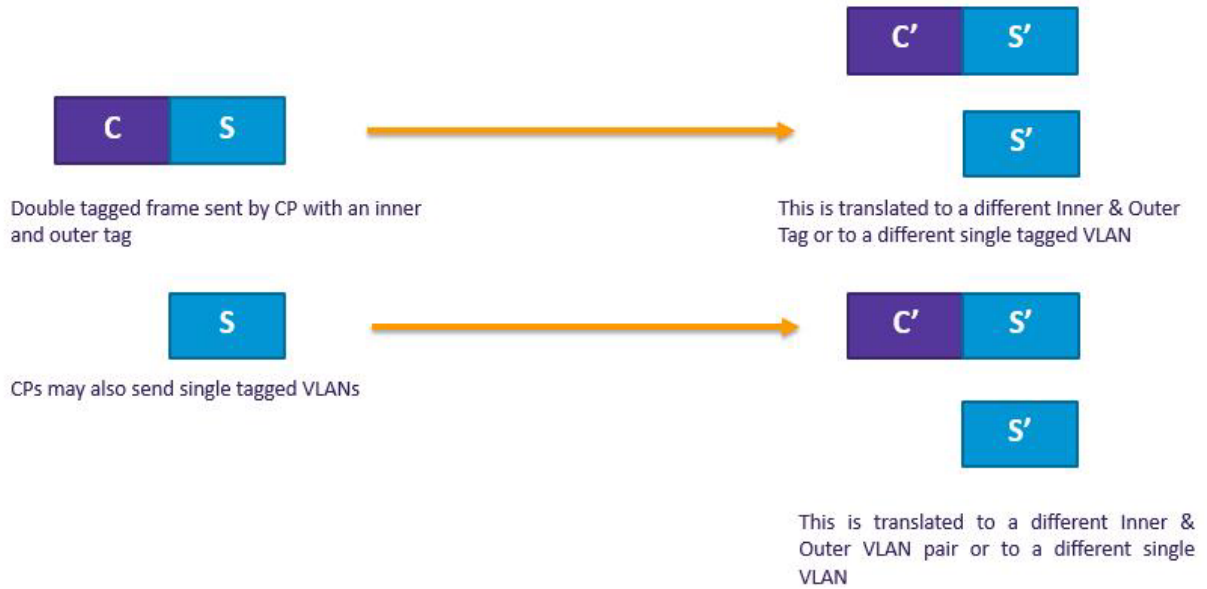 C' S'
C S
S'
Double tagged frame sent by CP with an inner
and outer tag
This is translated to a different Inner & Outer
Tag or to a different single tagged VLAN
S
C' S'
CPs may also send single tagged VLANs
S'
This is translated to a different Inner &
Outer VLAN pair or to a different single
VLAN